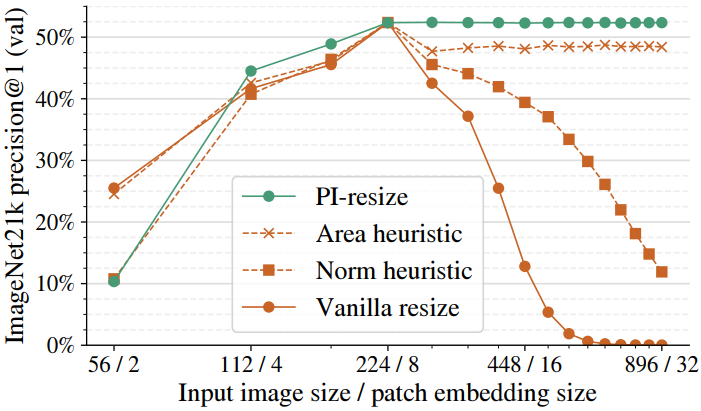 ImageNet21k precision@1 (val)
50%
40%
30%
20%
10%
0%
PI-resize
Area heuristic
Norm heuristic
Vanilla resize
56 / 2 112 / 4 224 / 8 448 / 16 896 / 32
Input image size / patch embedding size